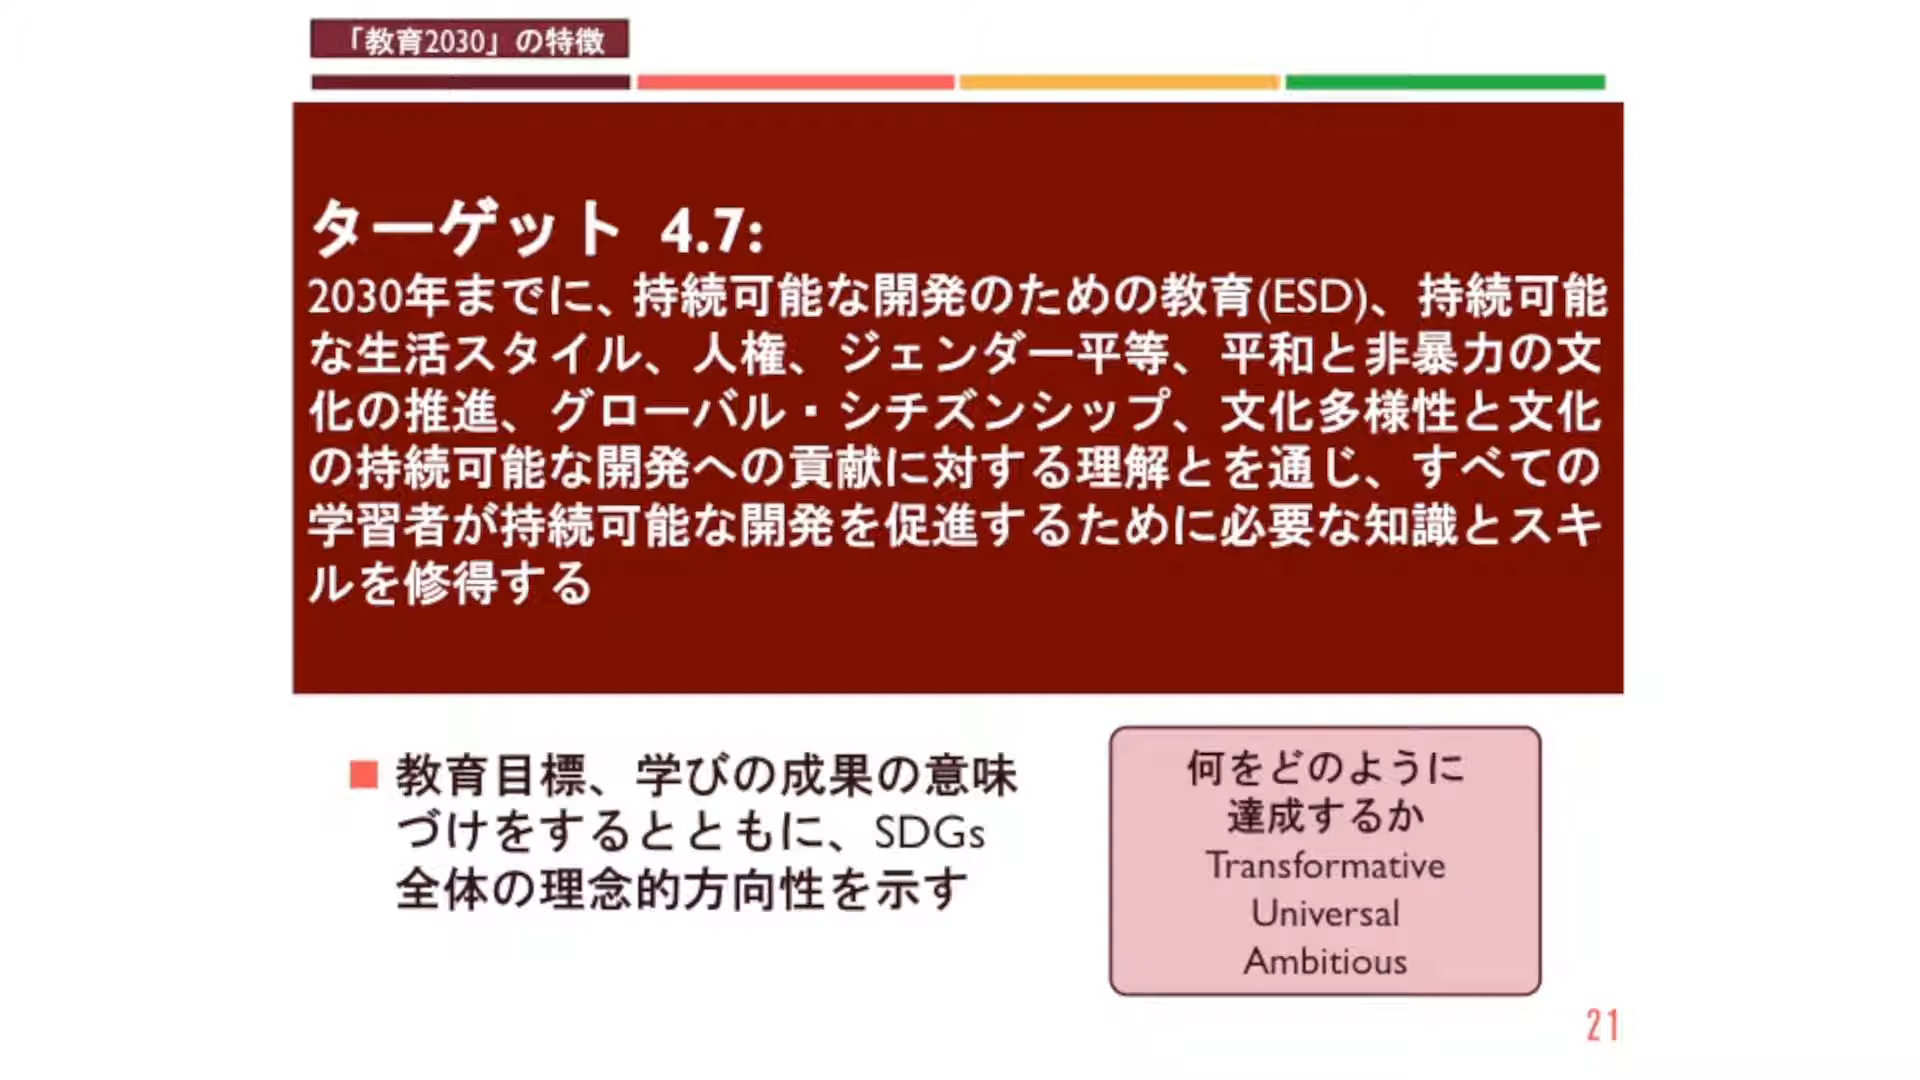 「教育2030」の特徴
ターゲット 4.7:
2030年までに、持続可能な開発のための教育(ESD)、持続可能
な生活スタイル、人権、ジェンダー平等、平和と非暴力の文
化の推進、グローバル・シチズンシップ、文化多様性と文化
の持続可能な開発への貢献に対する理解とを通じ、すべての
学習者が持続可能な開発を促進するために必要な知識とスキ
ルを修得する
教育目標、学びの成果の意味
づけをするとともに、SDGs
全体の理念的方向性を示す
何をどのように
達成するか
Transformative
Universal
Ambitious
21